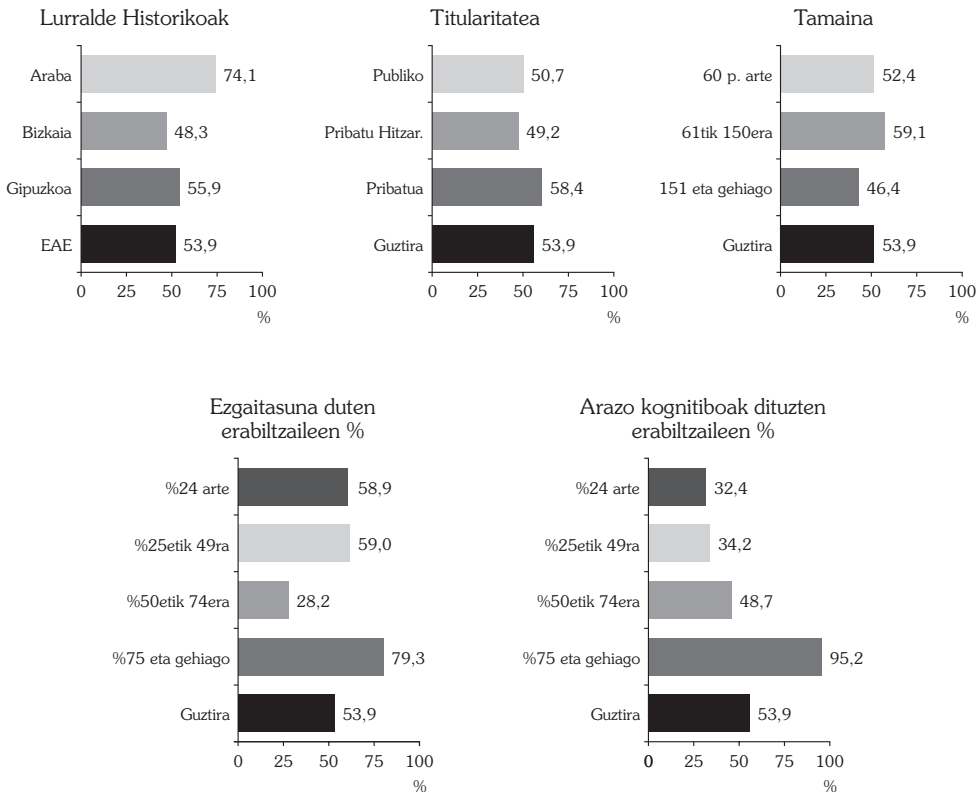 Lurralde Historikoak
Araba 74,1
Bizkaia 48,3
Gipuzkoa 55,9
EAE 53,9
0 25 50 75 100
%
Titularitatea
Publiko 50,7
Pribatu Hitzar. 49,2
Pribatua 58,4
Guztira 53,9
0 25 50 75 100
%
Tamaina
60 p. arte 52,4
61tik 150era 59,1
151 eta gehiago 46,4
Guztira 53,9
0 25 50 75 100
%
Ezgaitasuna duten
erabiltzaileen %
%24 arte 58,9
%25etik 49ra 59,0
%50etik 74era 28,2
%75 eta gehiago 79,3
Guztira 53,9
0 25 50 75 100
%
Arazo kognitiboak dituzten
erabiltzaileen %
%24 arte 32,4
%25etik 49ra 34,2
%50etik 74era 48,7
%75 eta gehiago 95,2
Guztira 53,9
0 25 50 75 100
%